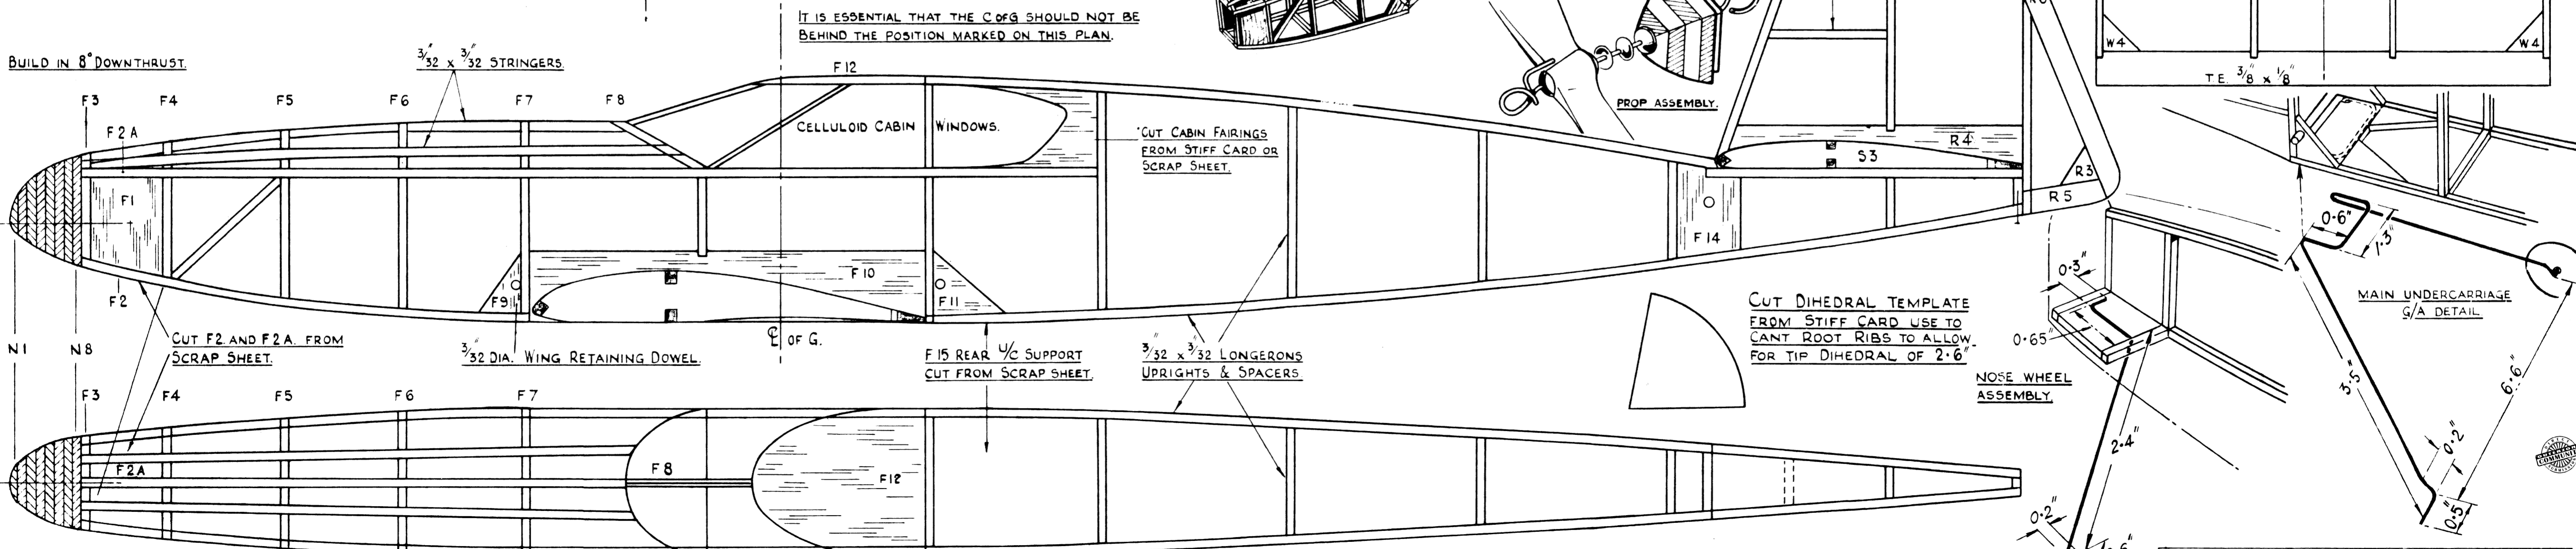 IT IS ESSENTIAL THAT THE C OF G SHOULD NOT BE
BEHIND THE POSITION MARKED ON THIS PLAN.
BUILD IN 8° DOWNTHRUST.
3/32" x 3/32" STRINGERS.
F12
F3
F4
F5
F6
F7
F8
F2A
CELLULOID CABIN WINDOWS.
CUT CABIN FAIRINGS
FROM STIFF CARD OR
SCRAP SHEET.
PROP ASSEMBLY.
W4
W4
T.E. 3/8" x 1/8"
R4
S3
R3
R5
F1
F2
F9
F10
F11
F14
N1
N8
CUT F2 AND F2A FROM
SCRAP SHEET.
3/32" DIA. WING RETAINING DOWEL.
℄ OF G.
F15 REAR U/C SUPPORT
CUT FROM SCRAP SHEET.
3/32" x 3/32" LONGERONS
UPRIGHTS & SPACERS
CUT DIHEDRAL TEMPLATE
FROM STIFF CARD USE TO
CANT ROOT RIBS TO ALLOW
FOR TIP DIHEDRAL OF 2·6"
NOSE WHEEL
ASSEMBLY.
0·3"
0·65"
2·4"
0·2"
MAIN UNDERCARRIAGE
G/A DETAIL
0·6"
1·3"
3·5"
6·6"
0·2"
0·5"
F3
F4
F5
F6
F7
F2A
F8
F12